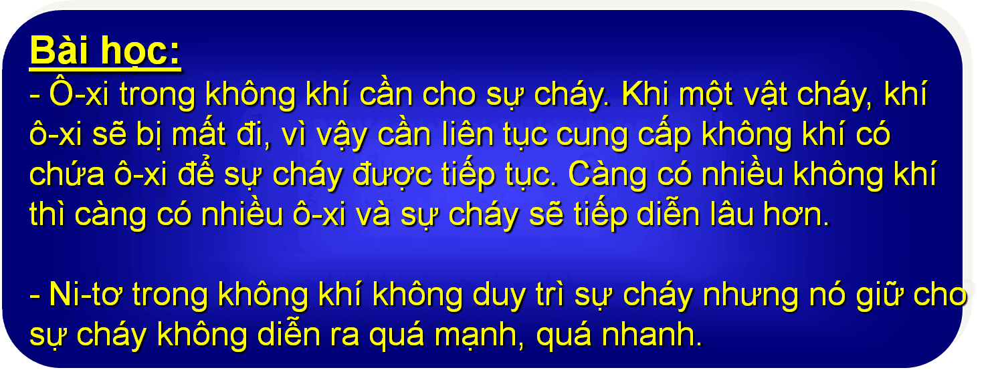 Bài học:
- Ô-xi trong không khí cần cho sự cháy. Khi một vật cháy, khí
ô-xi sẽ bị mất đi, vì vậy cần liên tục cung cấp không khí có
chứa ô-xi để sự cháy được tiếp tục. Càng có nhiều không khí
thì càng có nhiều ô-xi và sự cháy sẽ tiếp diễn lâu hơn.
- Ni-tơ trong không khí không duy trì sự cháy nhưng nó giữ cho
sự cháy không diễn ra quá mạnh, quá nhanh.